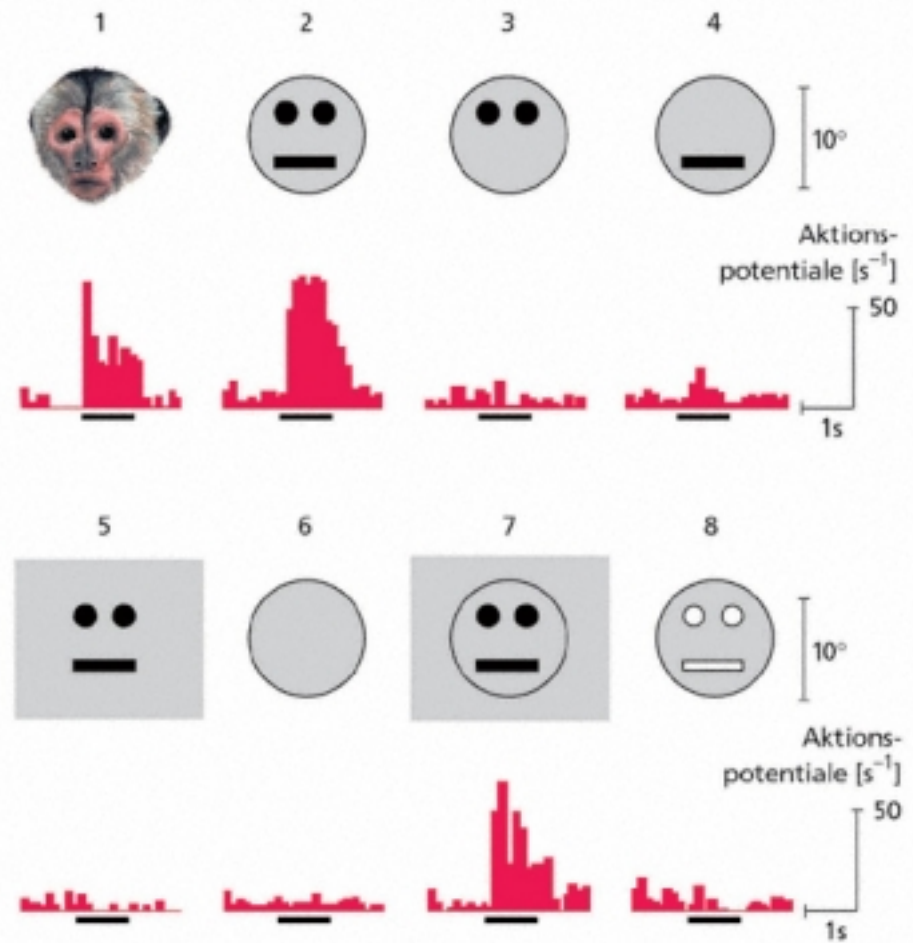 1 2 3 4
10°
Aktions-
potentiale [s⁻¹]
50
1s
5 6 7 8
10°
Aktions-
potentiale [s⁻¹]
50
1s